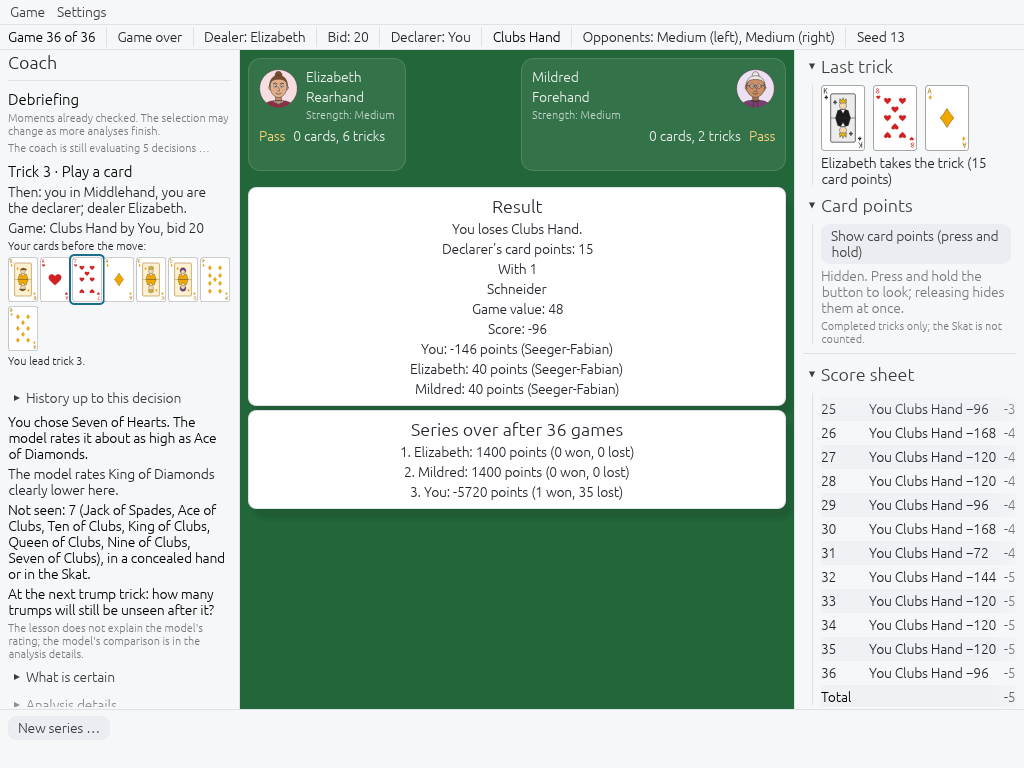 Game Settings
Game 36 of 36 Game over Dealer: Elizabeth Bid: 20 Declarer: You Clubs Hand Opponents: Medium (left), Medium (right) Seed 13
Coach
Debriefing
Moments already checked. The selection may
change as more analyses finish.
The coach is still evaluating 5 decisions …
Trick 3 · Play a card
Then: you in Middlehand, you are
the declarer; dealer Elizabeth.
Game: Clubs Hand by You, bid 20
Your cards before the move:
You lead trick 3.
▸ History up to this decision
You chose Seven of Hearts. The
model rates it about as high as Ace
of Diamonds.
The model rates King of Diamonds
clearly lower here.
Not seen: 7 (Jack of Spades, Ace of
Clubs, Ten of Clubs, King of Clubs,
Queen of Clubs, Nine of Clubs,
Seven of Clubs), in a concealed hand
or in the Skat.
At the next trump trick: how many
trumps will still be unseen after it?
The lesson does not explain the model's
rating; the model's comparison is in the
analysis details.
▸ What is certain
▸ Analysis details
Elizabeth
Rearhand
Strength: Medium
Pass 0 cards, 6 tricks
Mildred
Forehand
Strength: Medium
0 cards, 2 tricks Pass
Result
You loses Clubs Hand.
Declarer's card points: 15
With 1
Schneider
Game value: 48
Score: -96
You: -146 points (Seeger-Fabian)
Elizabeth: 40 points (Seeger-Fabian)
Mildred: 40 points (Seeger-Fabian)
Series over after 36 games
1. Elizabeth: 1400 points (0 won, 0 lost)
2. Mildred: 1400 points (0 won, 0 lost)
3. You: -5720 points (1 won, 35 lost)
▾ Last trick
K 8 A
Elizabeth takes the trick (15
card points)
▾ Card points
Show card points (press and
hold)
Hidden. Press and hold the
button to look; releasing hides
them at once.
Completed tricks only; the Skat is not
counted.
▾ Score sheet
25 You Clubs Hand −96 -3
26 You Clubs Hand −168 -4
27 You Clubs Hand −120 -4
28 You Clubs Hand −120 -4
29 You Clubs Hand −96 -4
30 You Clubs Hand −168 -4
31 You Clubs Hand −72 -4
32 You Clubs Hand −144 -5
33 You Clubs Hand −120 -5
34 You Clubs Hand −120 -5
35 You Clubs Hand −120 -5
36 You Clubs Hand −96 -5
Total -5
New series …